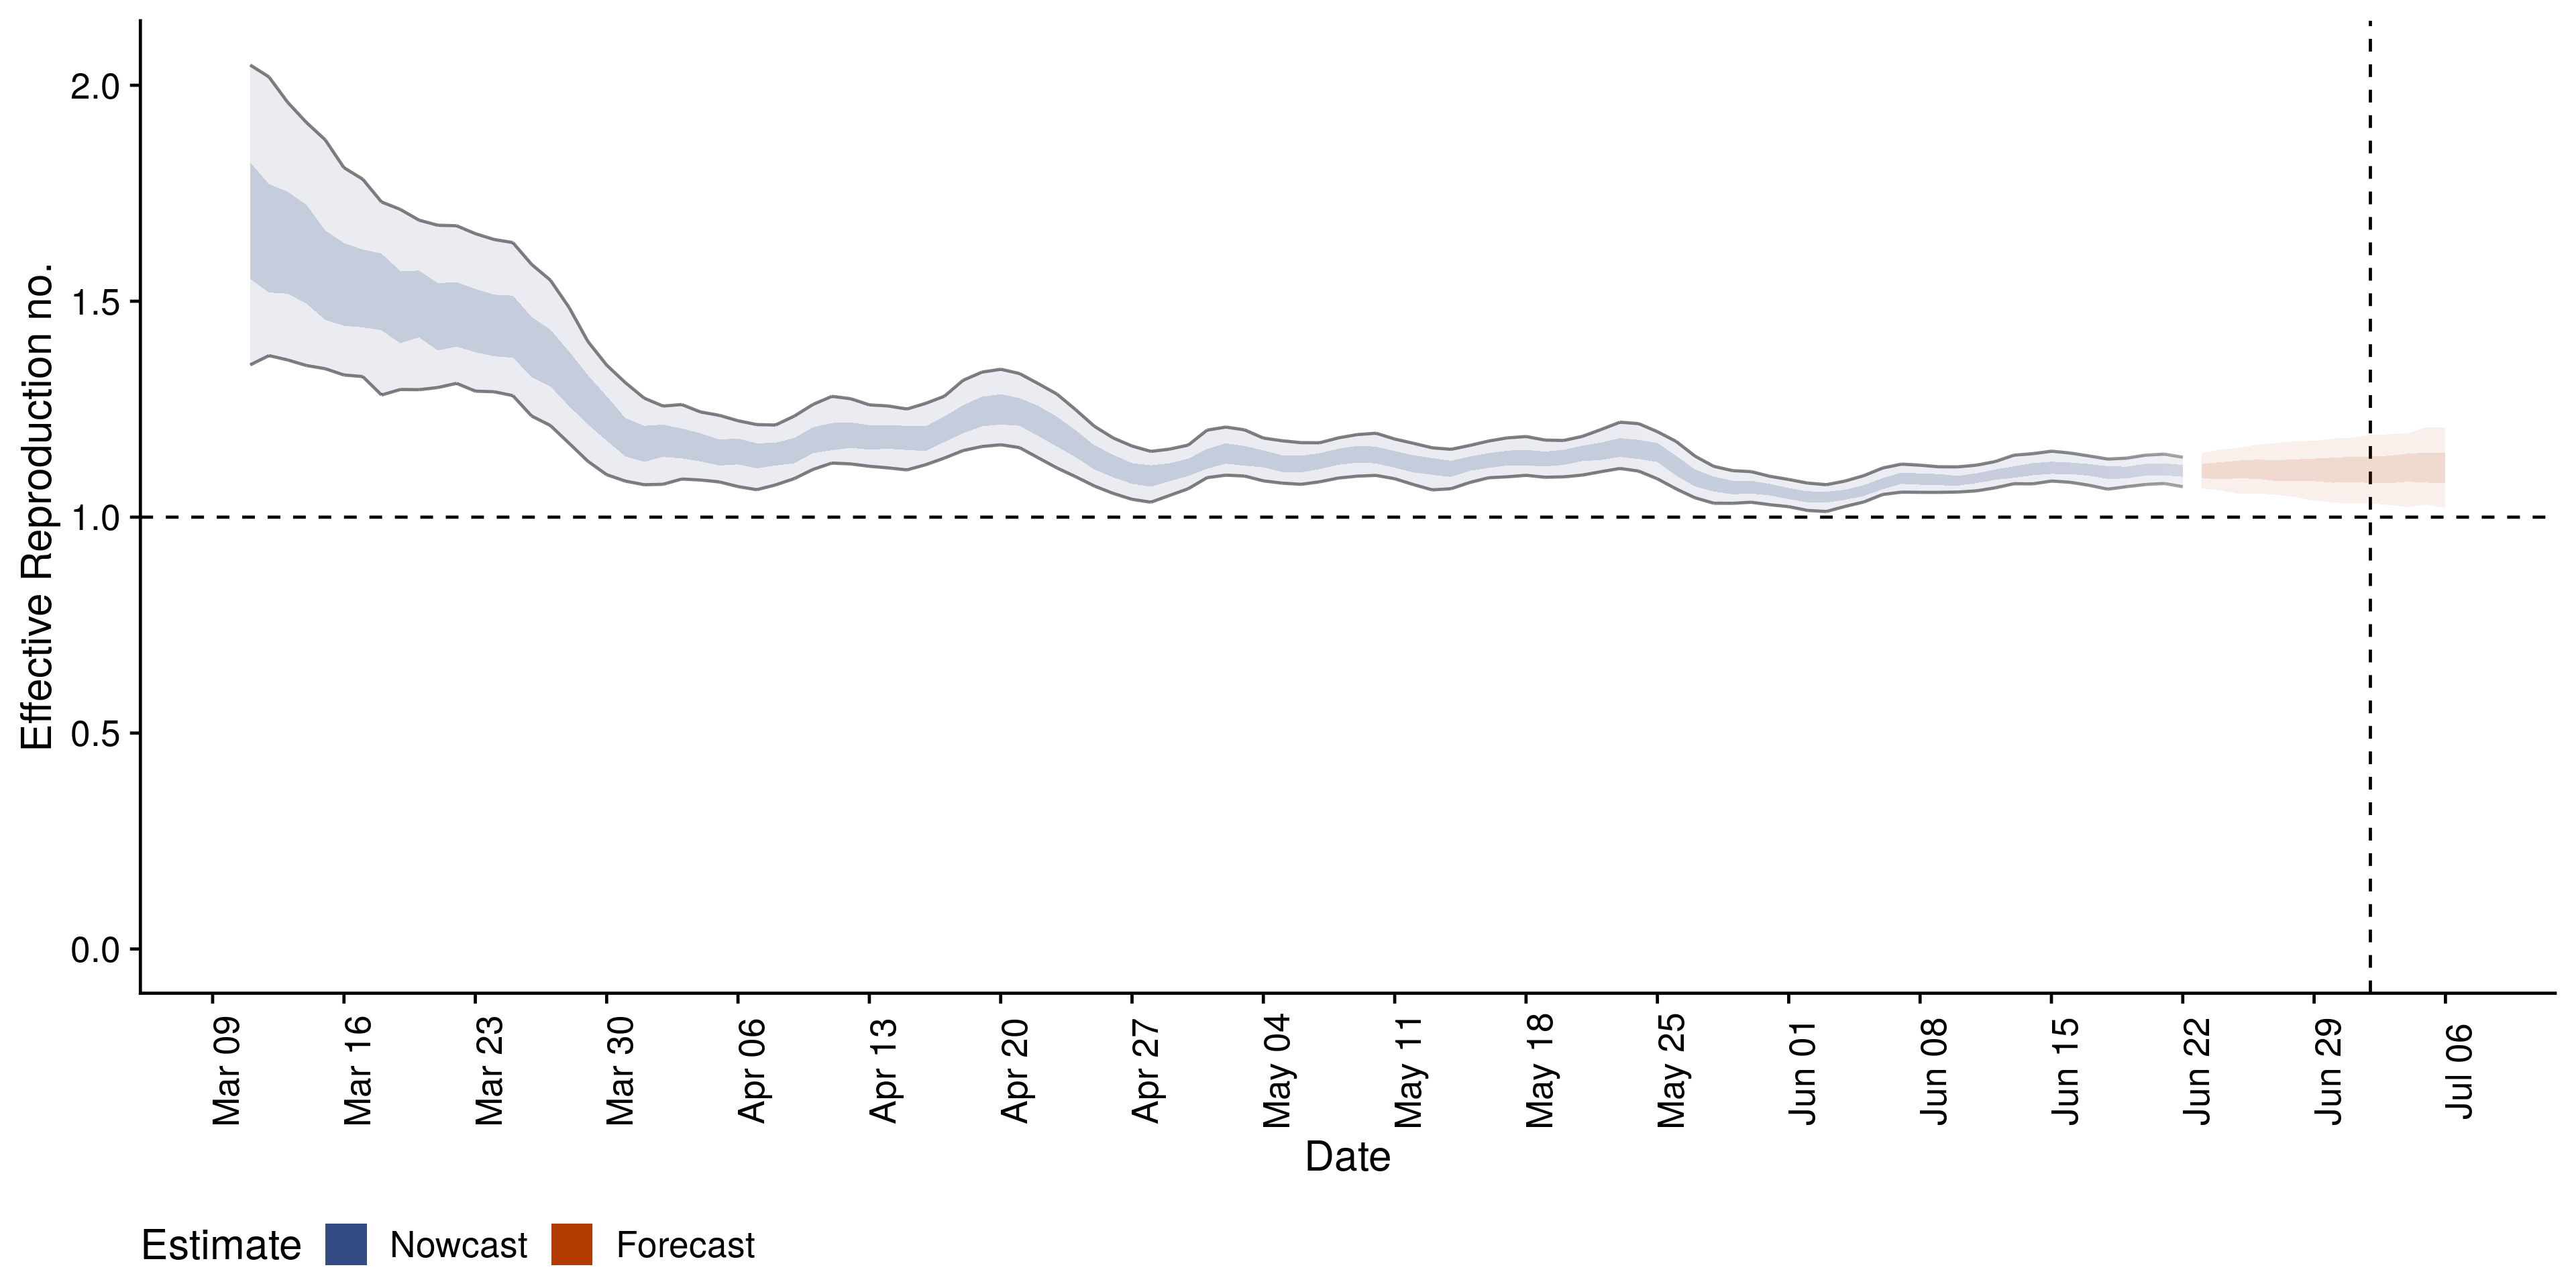 Effective Reproduction no.
2.0
1.5
1.0
0.5
0.0
Mar 09
Mar 16
Mar 23
Mar 30
Apr 06
Apr 13
Apr 20
Apr 27
May 04
May 11
May 18
May 25
Jun 01
Jun 08
Jun 15
Jun 22
Jun 29
Jul 06
Date
Estimate Nowcast Forecast